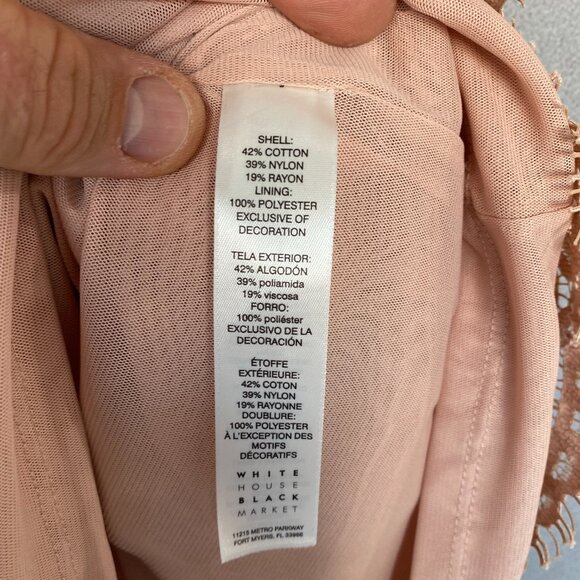 SHELL:
42% COTTON
39% NYLON
19% RAYON
LINING:
100% POLYESTER
EXCLUSIVE OF
DECORATION
TELA EXTERIOR:
42% ALGODÓN
39% poliamida
19% viscosa
FORRO:
100% poliéster
EXCLUSIVO DE LA
DECORACIÓN
ÉTOFFE
EXTÉRIEURE:
42% COTON
39% NYLON
19% RAYONNE
DOUBLURE:
100% POLYESTER
À L'EXCEPTION DES
MOTIFS
DÉCORATIFS
WHITE
HOUSE
BLACK
MARKET
11215 METRO PARKWAY
FORT MYERS, FL 33966